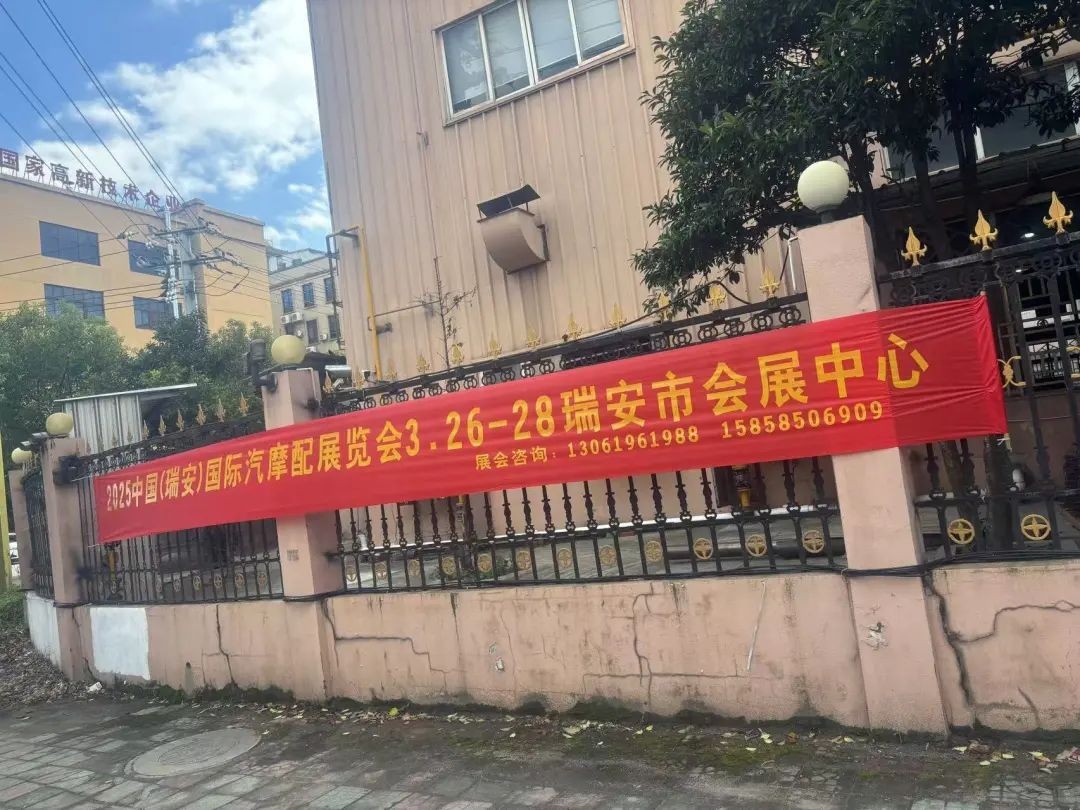 国家高新技术企业
2025中国(瑞安)国际汽摩配展览会3.26-28瑞安市会展中心
展会咨询：13061961988 15858506909